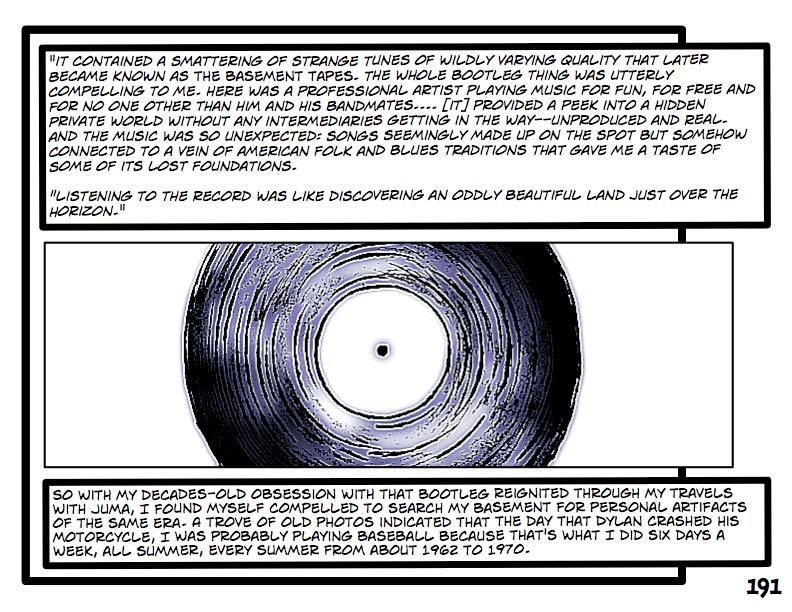 "IT CONTAINED A SMATTERING OF STRANGE TUNES OF WILDLY VARYING QUALITY THAT LATER
BECAME KNOWN AS THE BASEMENT TAPES. THE WHOLE BOOTLEG THING WAS UTTERLY
COMPELLING TO ME. HERE WAS A PROFESSIONAL ARTIST PLAYING MUSIC FOR FUN, FOR FREE AND
FOR NO ONE OTHER THAN HIM AND HIS BANDMATES.... [IT] PROVIDED A PEEK INTO A HIDDEN
PRIVATE WORLD WITHOUT ANY INTERMEDIARIES GETTING IN THE WAY--UNPRODUCED AND REAL.
AND THE MUSIC WAS SO UNEXPECTED: SONGS SEEMINGLY MADE UP ON THE SPOT BUT SOMEHOW
CONNECTED TO A VEIN OF AMERICAN FOLK AND BLUES TRADITIONS THAT GAVE ME A TASTE OF
SOME OF ITS LOST FOUNDATIONS.
"LISTENING TO THE RECORD WAS LIKE DISCOVERING AN ODDLY BEAUTIFUL LAND JUST OVER THE
HORIZON."
SO WITH MY DECADES-OLD OBSESSION WITH THAT BOOTLEG REIGNITED THROUGH MY TRAVELS
WITH JUMA, I FOUND MYSELF COMPELLED TO SEARCH MY BASEMENT FOR PERSONAL ARTIFACTS
OF THE SAME ERA. A TROVE OF OLD PHOTOS INDICATED THAT THE DAY THAT DYLAN CRASHED HIS
MOTORCYCLE, I WAS PROBABLY PLAYING BASEBALL BECAUSE THAT'S WHAT I DID SIX DAYS A
WEEK, ALL SUMMER, EVERY SUMMER FROM ABOUT 1962 TO 1970.
191